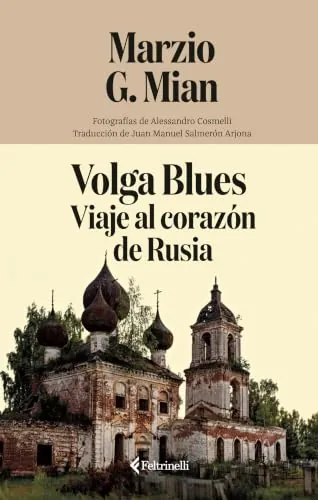 Marzio
G. Mian
Fotografías de Alessandro Cosmelli
Traducción de Juan Manuel Salmerón Arjona
Volga Blues
Viaje al corazón
de Rusia
Feltrinelli